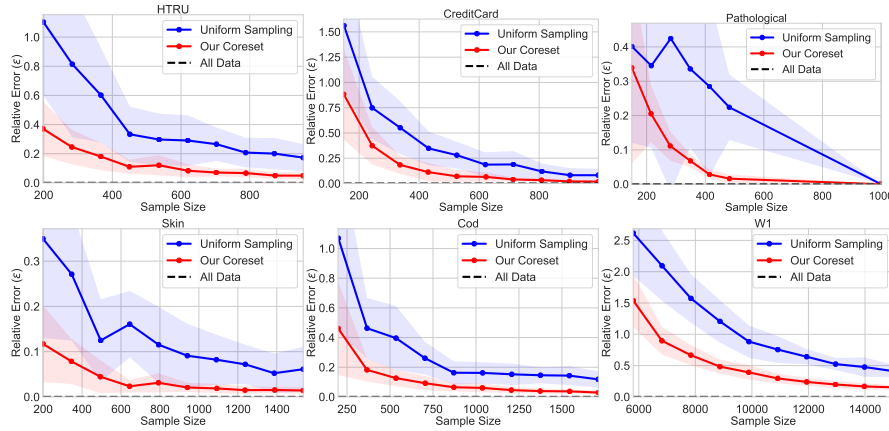 HTRU
Relative Error (ε)
1.0
0.8
0.6
0.4
0.2
0.0
200
400
600
800
Sample Size
Uniform Sampling
Our Coreset
All Data
CreditCard
Relative Error (ε)
1.50
1.25
1.00
0.75
0.50
0.25
0.00
200
400
600
800
Sample Size
Uniform Sampling
Our Coreset
All Data
Pathological
Relative Error (ε)
0.4
0.3
0.2
0.1
0.0
200
400
600
800
100
Sample Size
Uniform Sampling
Our Coreset
All Data
Skin
Relative Error (ε)
0.3
0.2
0.1
0.0
200
400
600
800
1000
1200
1400
Sample Size
Uniform Sampling
Our Coreset
All Data
Cod
Relative Error (ε)
1.0
0.8
0.6
0.4
0.2
0.0
250
500
750
1000
1250
1500
Sample Size
Uniform Sampling
Our Coreset
All Data
W1
Relative Error (ε)
2.5
2.0
1.5
1.0
0.5
0.0
6000
8000
10000
12000
14000
Sample Size
Uniform Sampling
Our Coreset
All Data